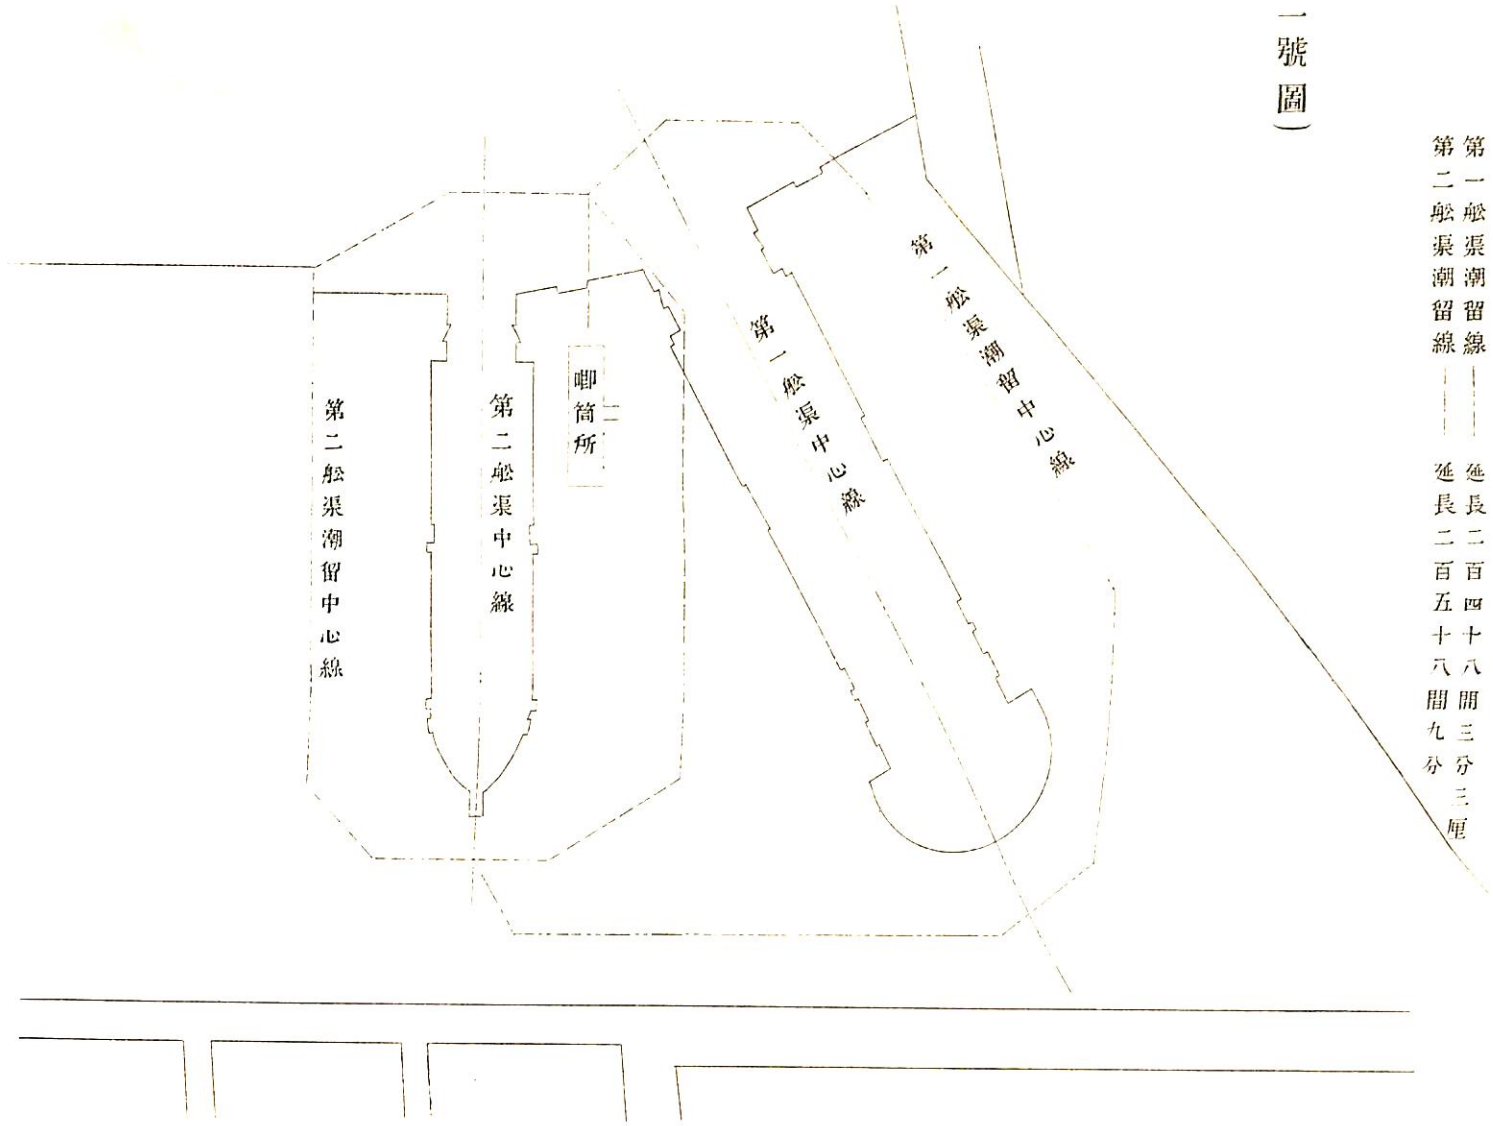 一號圖)
第一船渠潮留線―― 延長二百四十八間三分三厘
第二船渠潮留線―― 延長二百五十八間九分
第一船渠潮留中心線
第一船渠中心線
喞筒所
第二船渠中心線
第二船渠潮留中心線